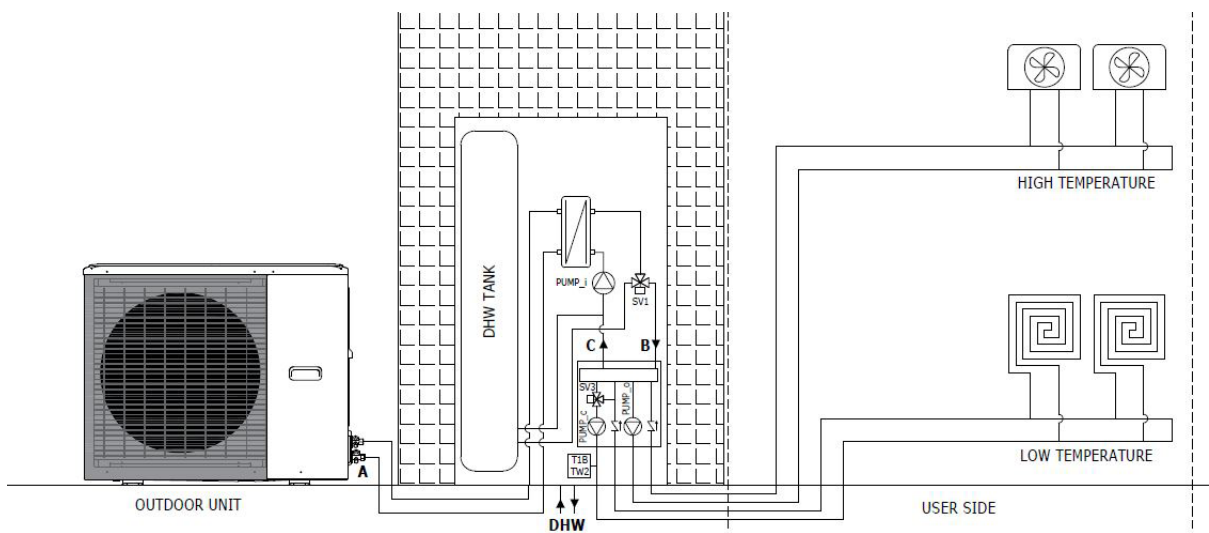 HIGH TEMPERATURE
DHW TANK
PUMP_i
SV1
C
B
SV3
PUMP_o
PUMP_c
T1B
TW2
A
LOW TEMPERATURE
OUTDOOR UNIT
DHW
USER SIDE